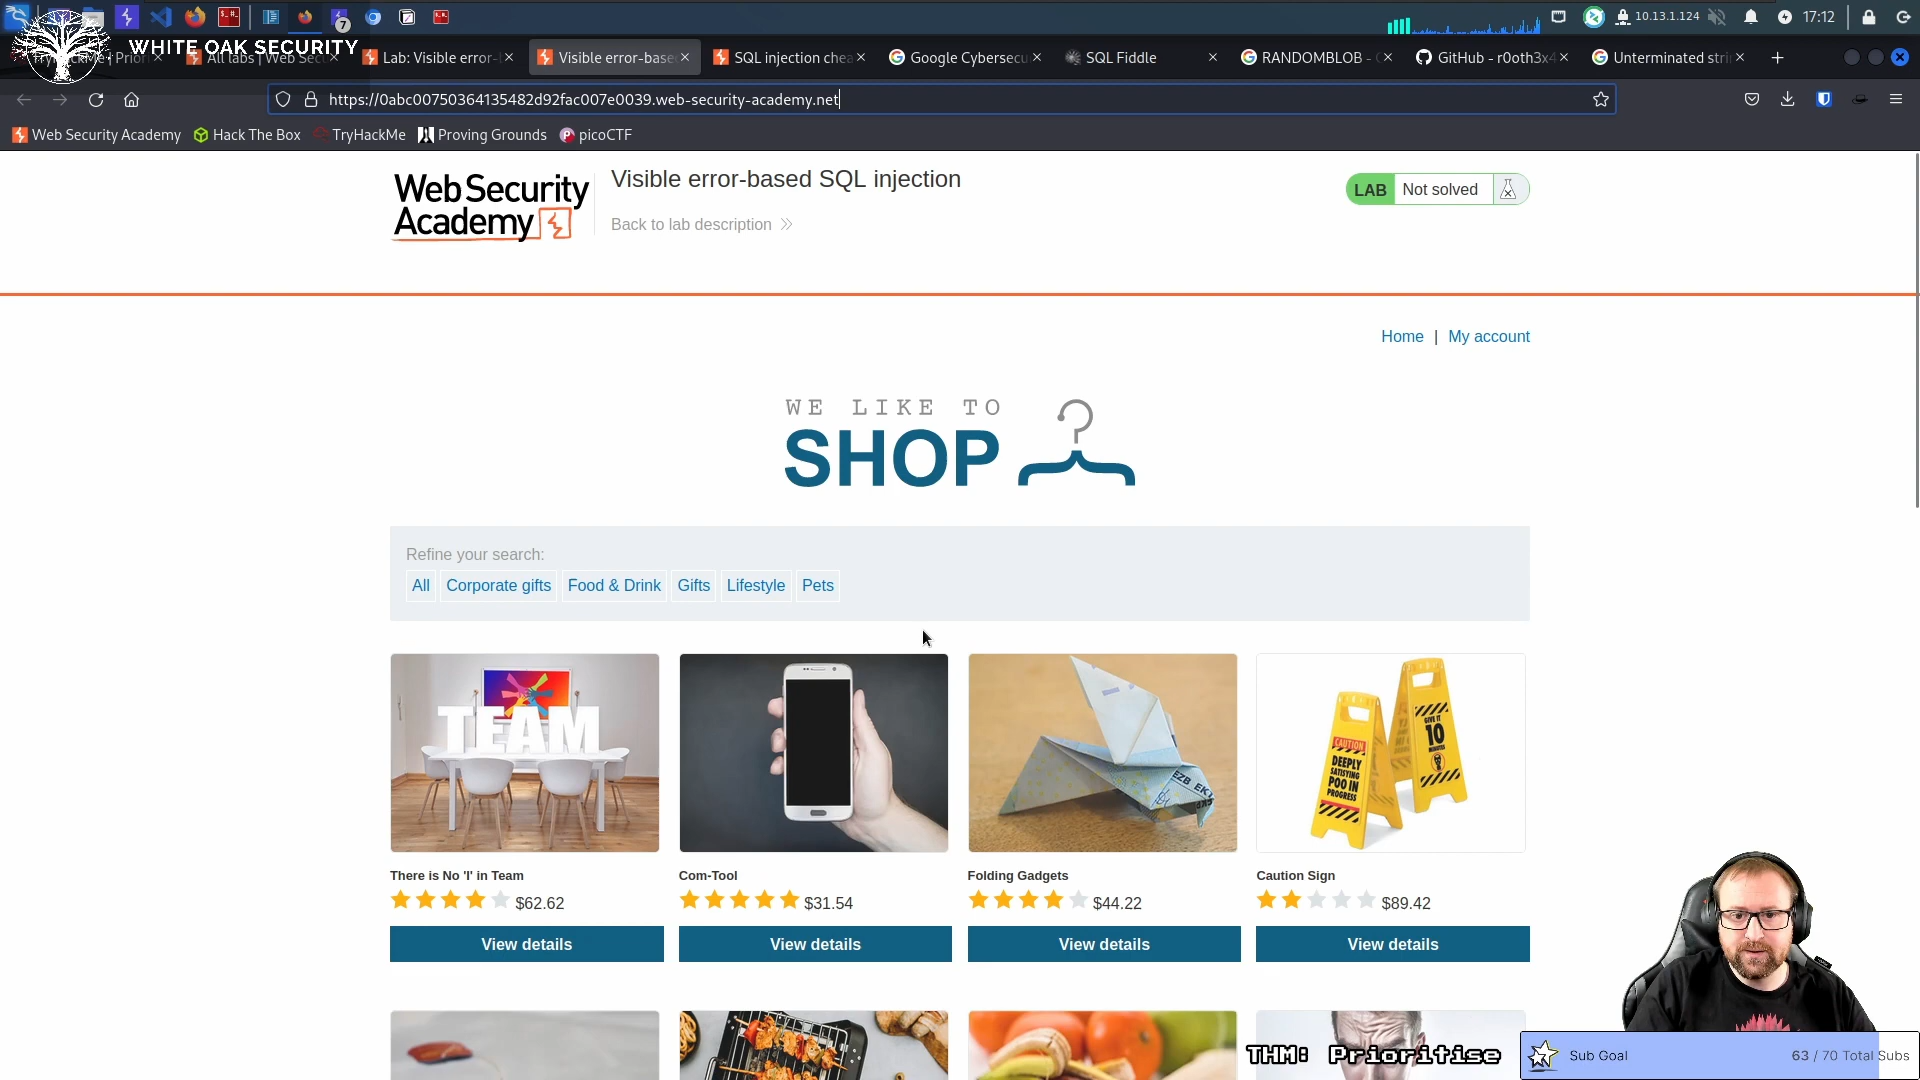 7
10.13.1.124
17:12
WHITE OAK SECURITY
Lab: Visible error-
Visible error-base
SQL injection chea
Google Cybersecu
SQL Fiddle
RANDOMBLOB -
GitHub - r0oth3x4
Unterminated stri
https://0abc00750364135482d92fac007e0039.web-security-academy.net
Web Security Academy
Hack The Box
TryHackMe
Proving Grounds
picoCTF
Web Security
Academy
Visible error-based SQL injection
Back to lab description
LAB
Not solved
Home | My account
WE LIKE TO
SHOP
Refine your search:
All
Corporate gifts
Food & Drink
Gifts
Lifestyle
Pets
TEAM
CAUTION
DEEPLY
SATISFYING
POO IN
PROGRESS
GIVE IT
10
MINUTES
There is No 'I' in Team
$62.62
View details
Com-Tool
$31.54
View details
Folding Gadgets
$44.22
View details
Caution Sign
$89.42
View details
THM: Prioritise
Sub Goal
63 / 70 Total Subs